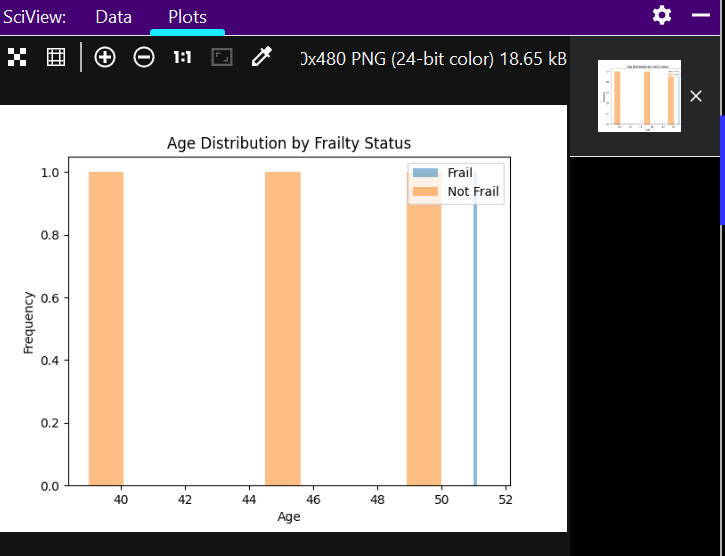 SciView: Data Plots
1:1 0x480 PNG (24-bit color) 18.65 kB
Age Distribution by Frailty Status
Frail
Not Frail
1.0
0.8
0.6
0.4
0.2
0.0
Frequency
40 42 44 46 48 50 52
Age